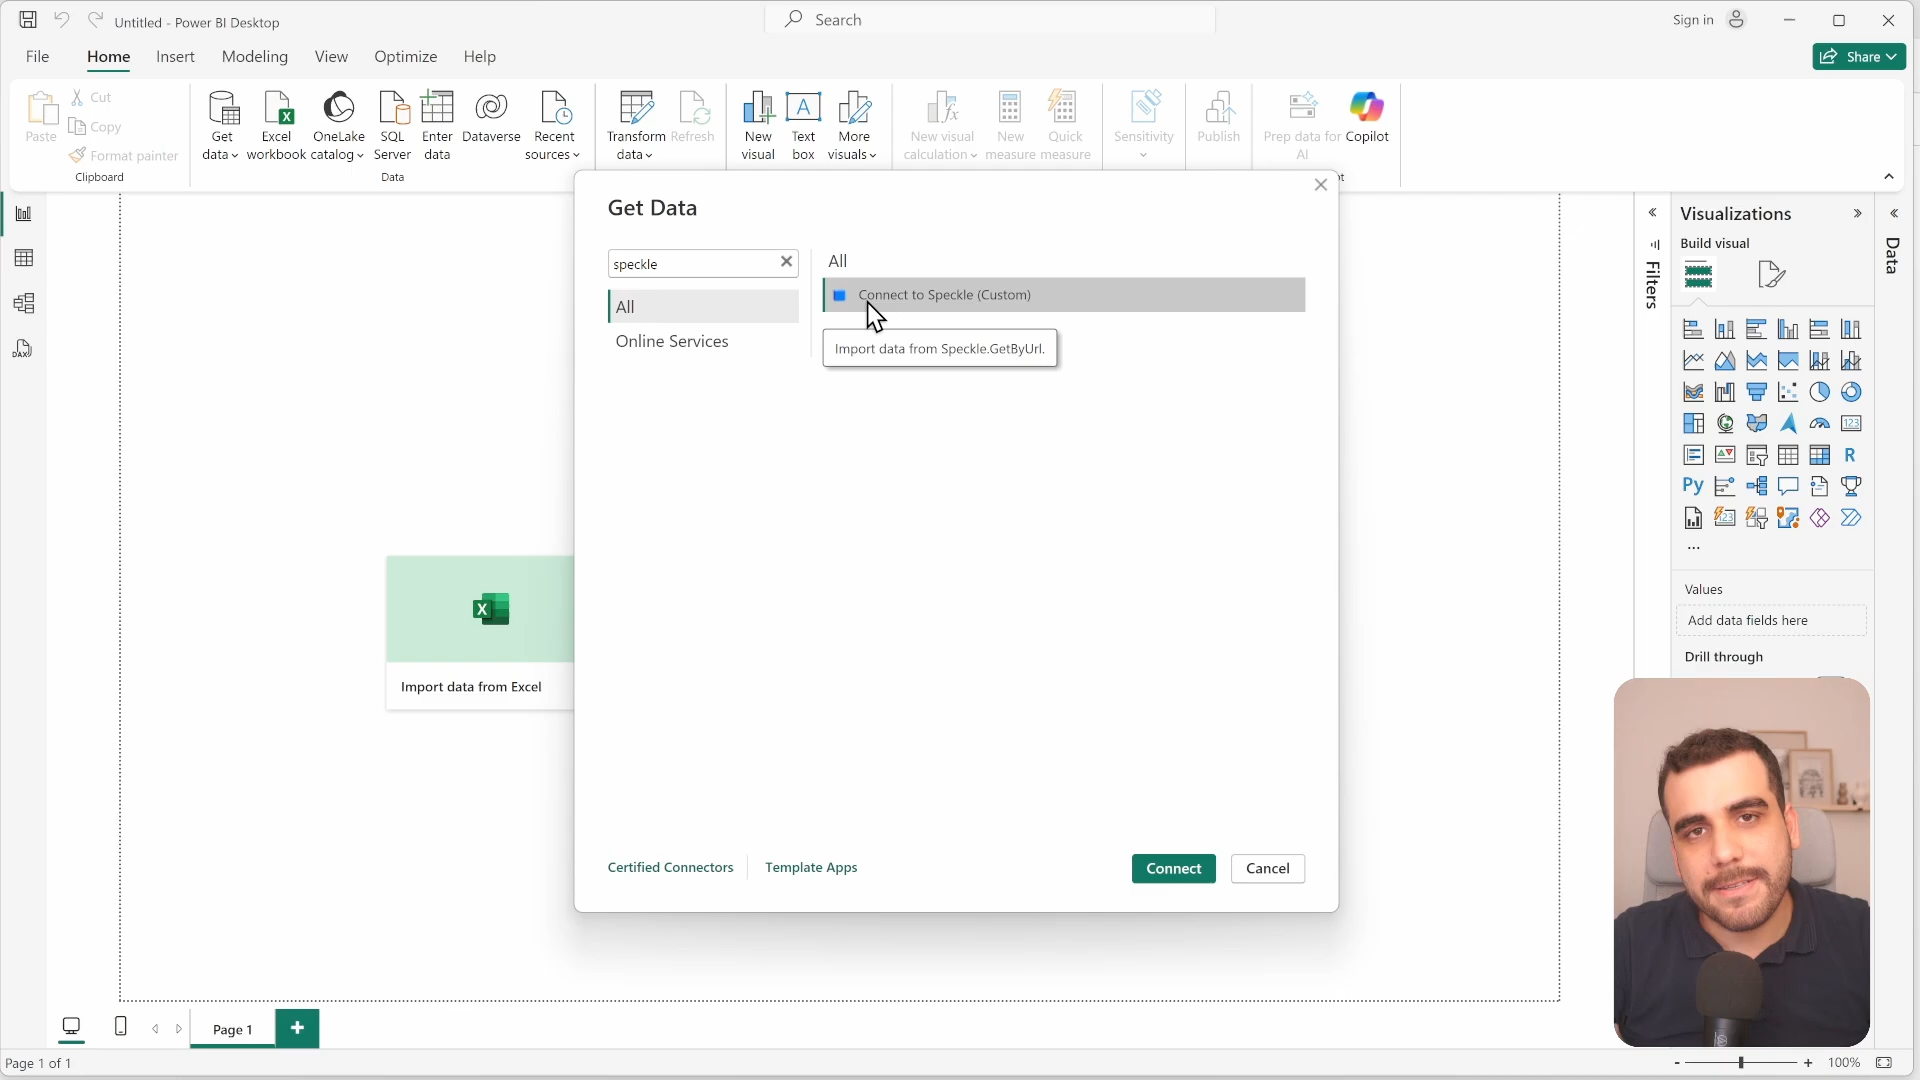 Untitled - Power BI Desktop
Search
Sign in
File
Home
Insert
Modeling
View
Optimize
Help
Share
Paste
Cut
Copy
Format painter
Clipboard
Get data
Excel workbook
OneLake catalog
SQL Server
Enter data
Dataverse
Recent sources
Data
Transform data
Refresh
New visual
Text box
More visuals
New visual calculation
New measure
Quick measure
Sensitivity
Publish
Prep data for AI
Copilot
Get Data
speckle
All
Online Services
All
Connect to Speckle (Custom)
Import data from Speckle.GetByUrl.
Certified Connectors
Template Apps
Connect
Cancel
Import data from Excel
Filters
Visualizations
Build visual
123
R
Py
123
...
Values
Add data fields here
Drill through
Data
DAX
Page 1
Page 1 of 1
100%